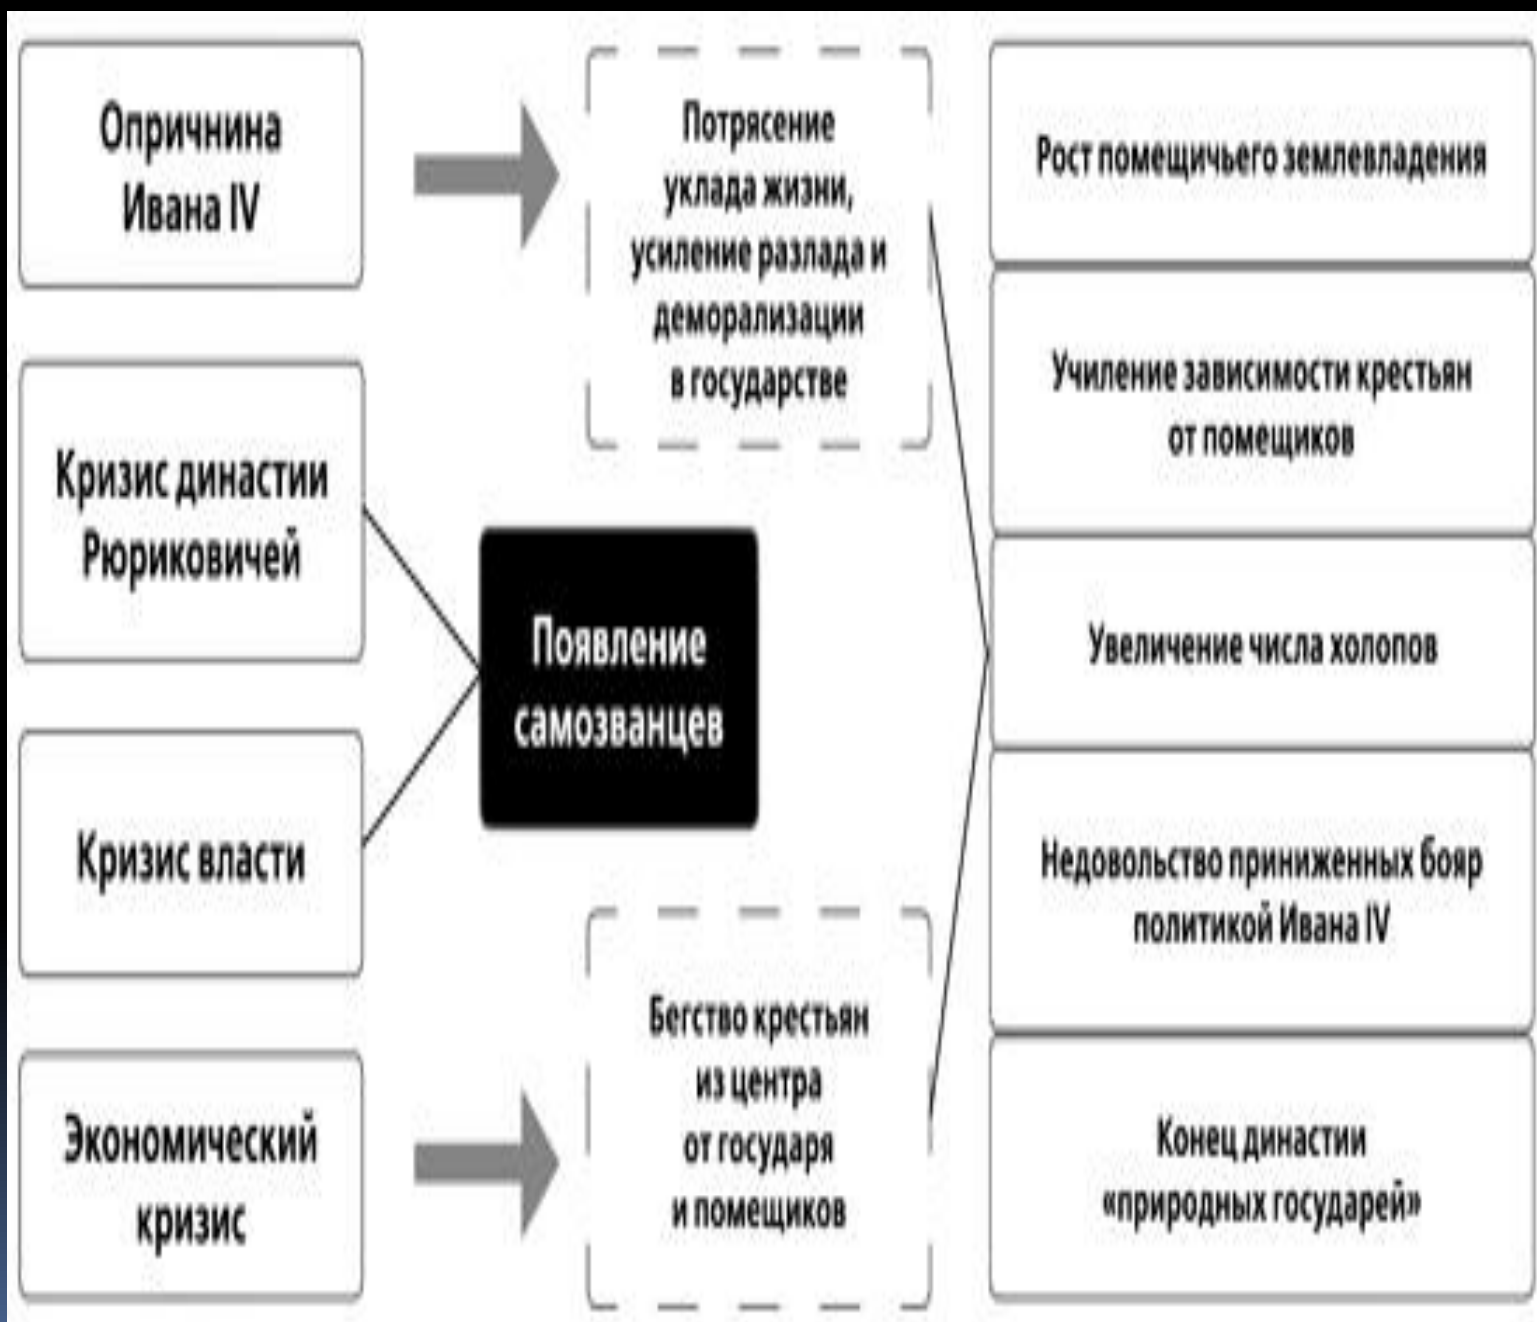 Опричнина
Ивана IV
Кризис династии
Рюриковичей
Кризис власти
Экономический
кризис
Потрясение
уклада жизни,
усиление разлада и
деморализации
в государстве
Появление
самозванцев
Бегство крестьян
из центра
от государя
и помещиков
Рост помещичьего землевладения
Училение зависимости крестьян
от помещиков
Увеличение числа холопов
Недовольство приниженных бояр
политикой Ивана IV
Конец династии
«природных государей»